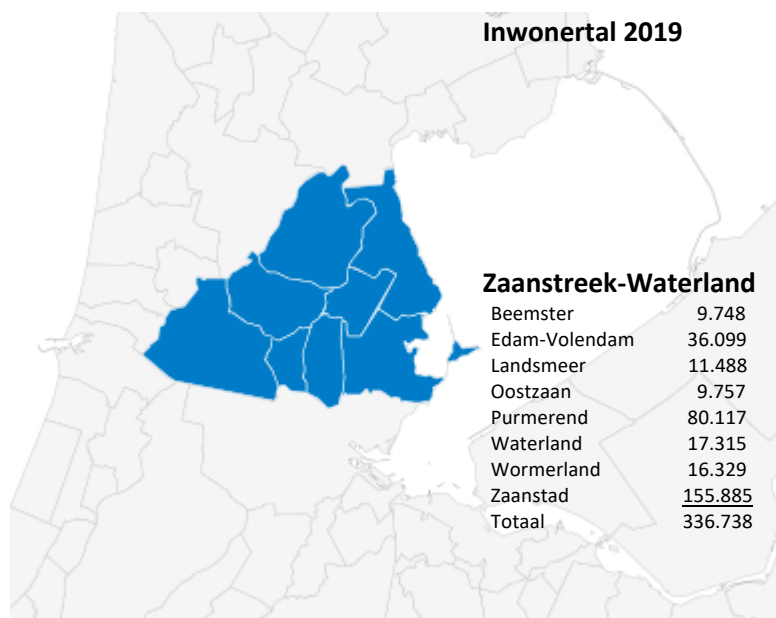 Inwonertal 2019
Zaanstreek-Waterland
Beemster 9.748
Edam-Volendam 36.099
Landsmeer 11.488
Oostzaan 9.757
Purmerend 80.117
Waterland 17.315
Wormerland 16.329
Zaanstad 155.885
Totaal 336.738